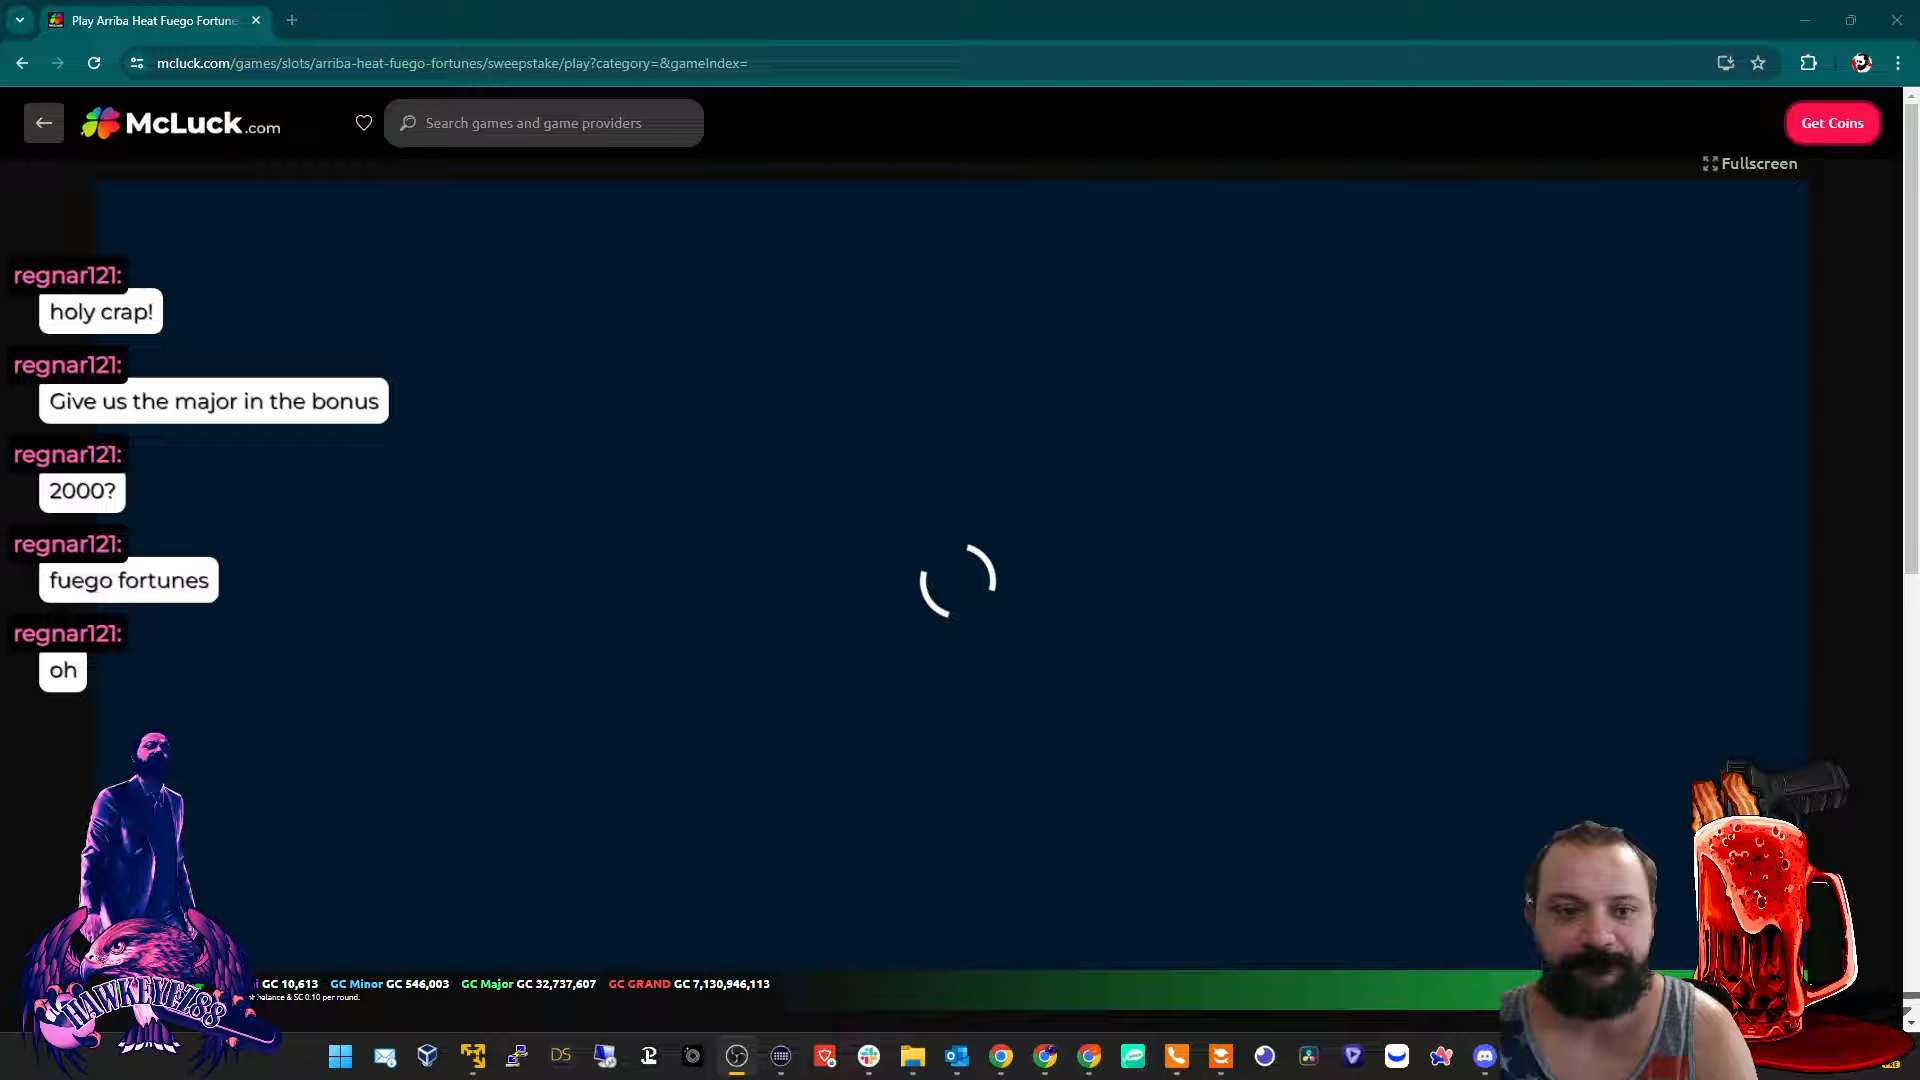 Play Arriba Heat Fuego Fortune
mcluck.com/games/slots/arriba-heat-fuego-fortunes/sweepstake/play?category=&gameIndex=
McLuck.com
Search games and game providers
Get Coins
Fullscreen
regnar121:
holy crap!
regnar121:
Give us the major in the bonus
regnar121:
2000?
regnar121:
fuego fortunes
regnar121:
oh
GC 10,613 GC Minor GC 546,003 GC Major GC 32,737,607 GC GRAND GC 7,130,946,113
balance & SC 0.10 per round.
HAWKEYE788
DS
PRE